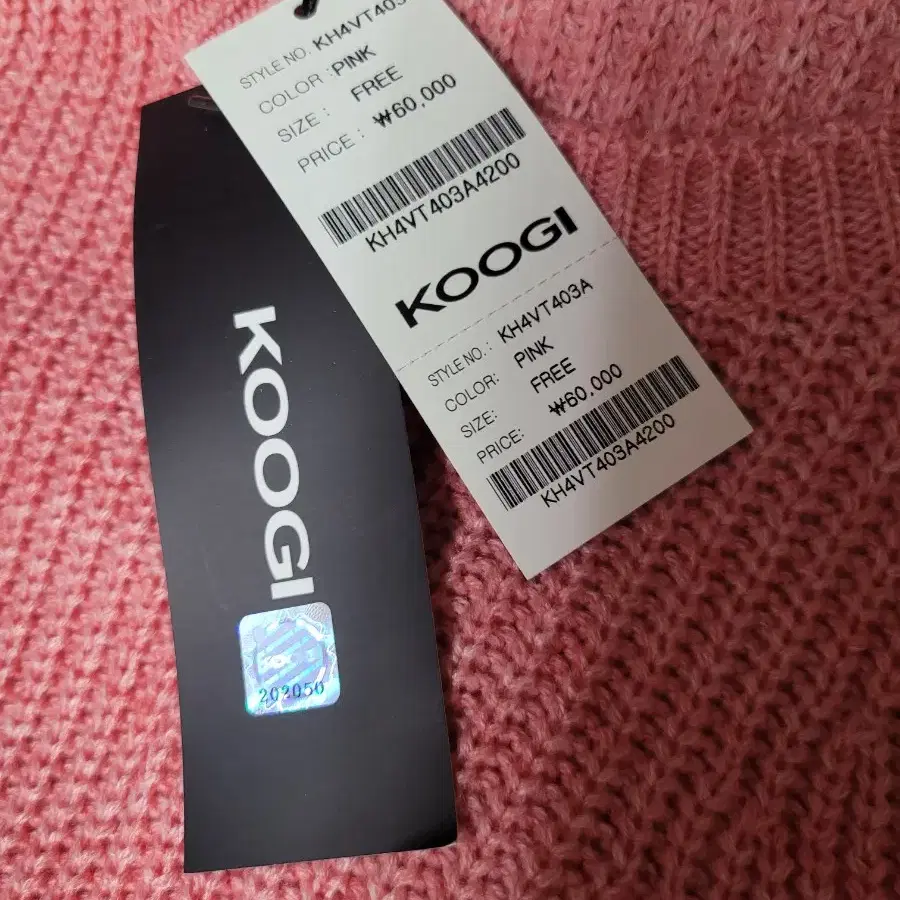 STYLE NO. KH4VT403
COLOR : PINK
SIZE : FREE
PRICE : ₩60,000
KH4VT403A4200
KOOGI
STYLE NO. : KH4VT403A
COLOR: PINK
SIZE: FREE
PRICE: ₩60,000
KH4VT403A4200
KOOGI
202050